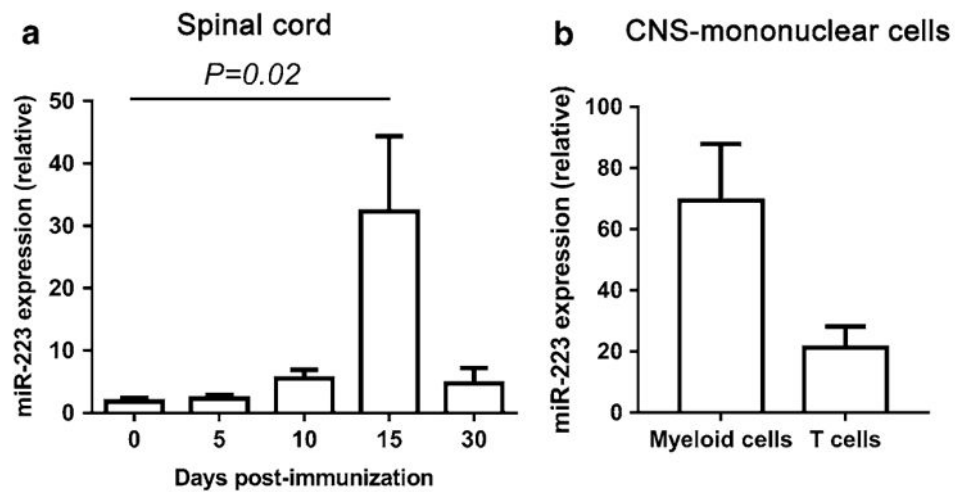 a
Spinal cord
P=0.02
miR-223 expression (relative)
50
40
30
20
10
0
0 5 10 15 30
Days post-immunization
b
CNS-mononuclear cells
miR-223 expression (relative)
100
80
60
40
20
0
Myeloid cells T cells